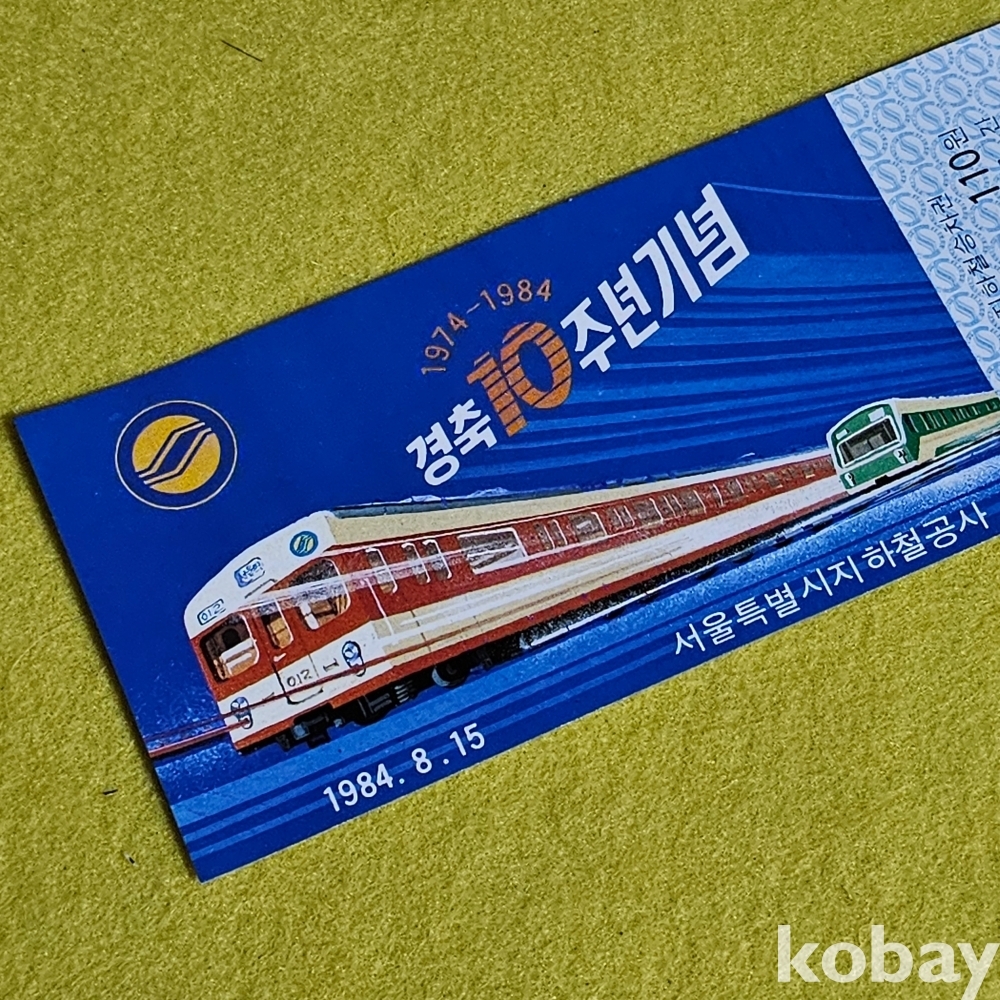 1974-1984
경축 10주년기념
지하철승차권
110원
012
012
1
서울특별시지하철공사
1984.8.15
kobay